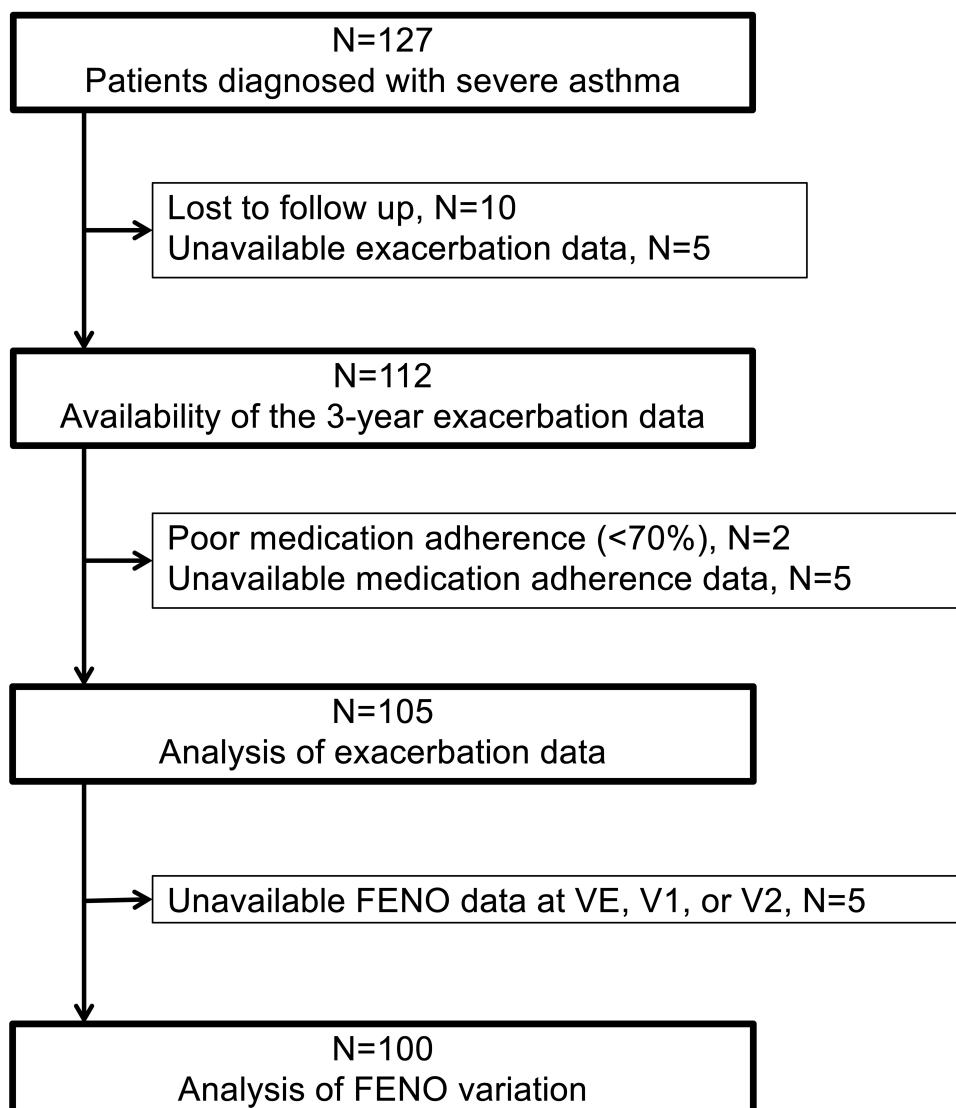 N=127
Patients diagnosed with severe asthma
Lost to follow up, N=10
Unavailable exacerbation data, N=5
N=112
Availability of the 3-year exacerbation data
Poor medication adherence (<70%), N=2
Unavailable medication adherence data, N=5
N=105
Analysis of exacerbation data
Unavailable FENO data at VE, V1, or V2, N=5
N=100
Analysis of FENO variation